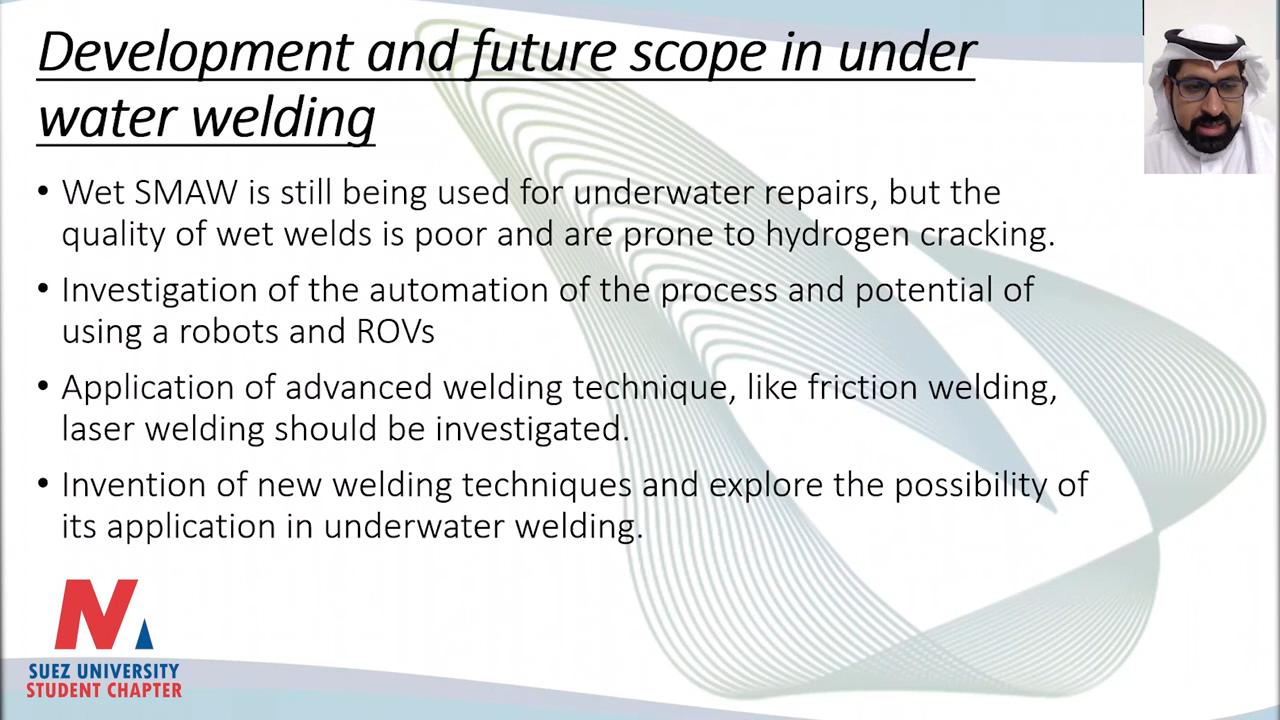 Development and future scope in under
water welding
• Wet SMAW is still being used for underwater repairs, but the
quality of wet welds is poor and are prone to hydrogen cracking.
• Investigation of the automation of the process and potential of
using a robots and ROVs
• Application of advanced welding technique, like friction welding,
laser welding should be investigated.
• Invention of new welding techniques and explore the possibility of
its application in underwater welding.
SUEZ UNIVERSITY
STUDENT CHAPTER